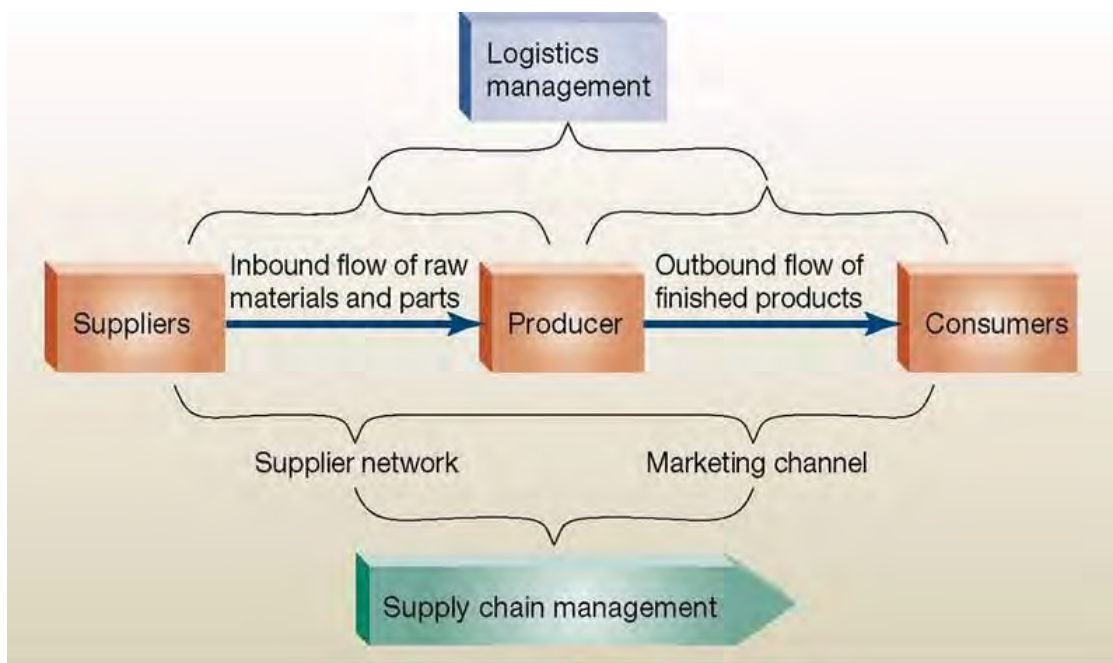 Logistics
management
Inbound flow of raw
materials and parts
Outbound flow of
finished products
Suppliers
Producer
Consumers
Supplier network
Marketing channel
Supply chain management